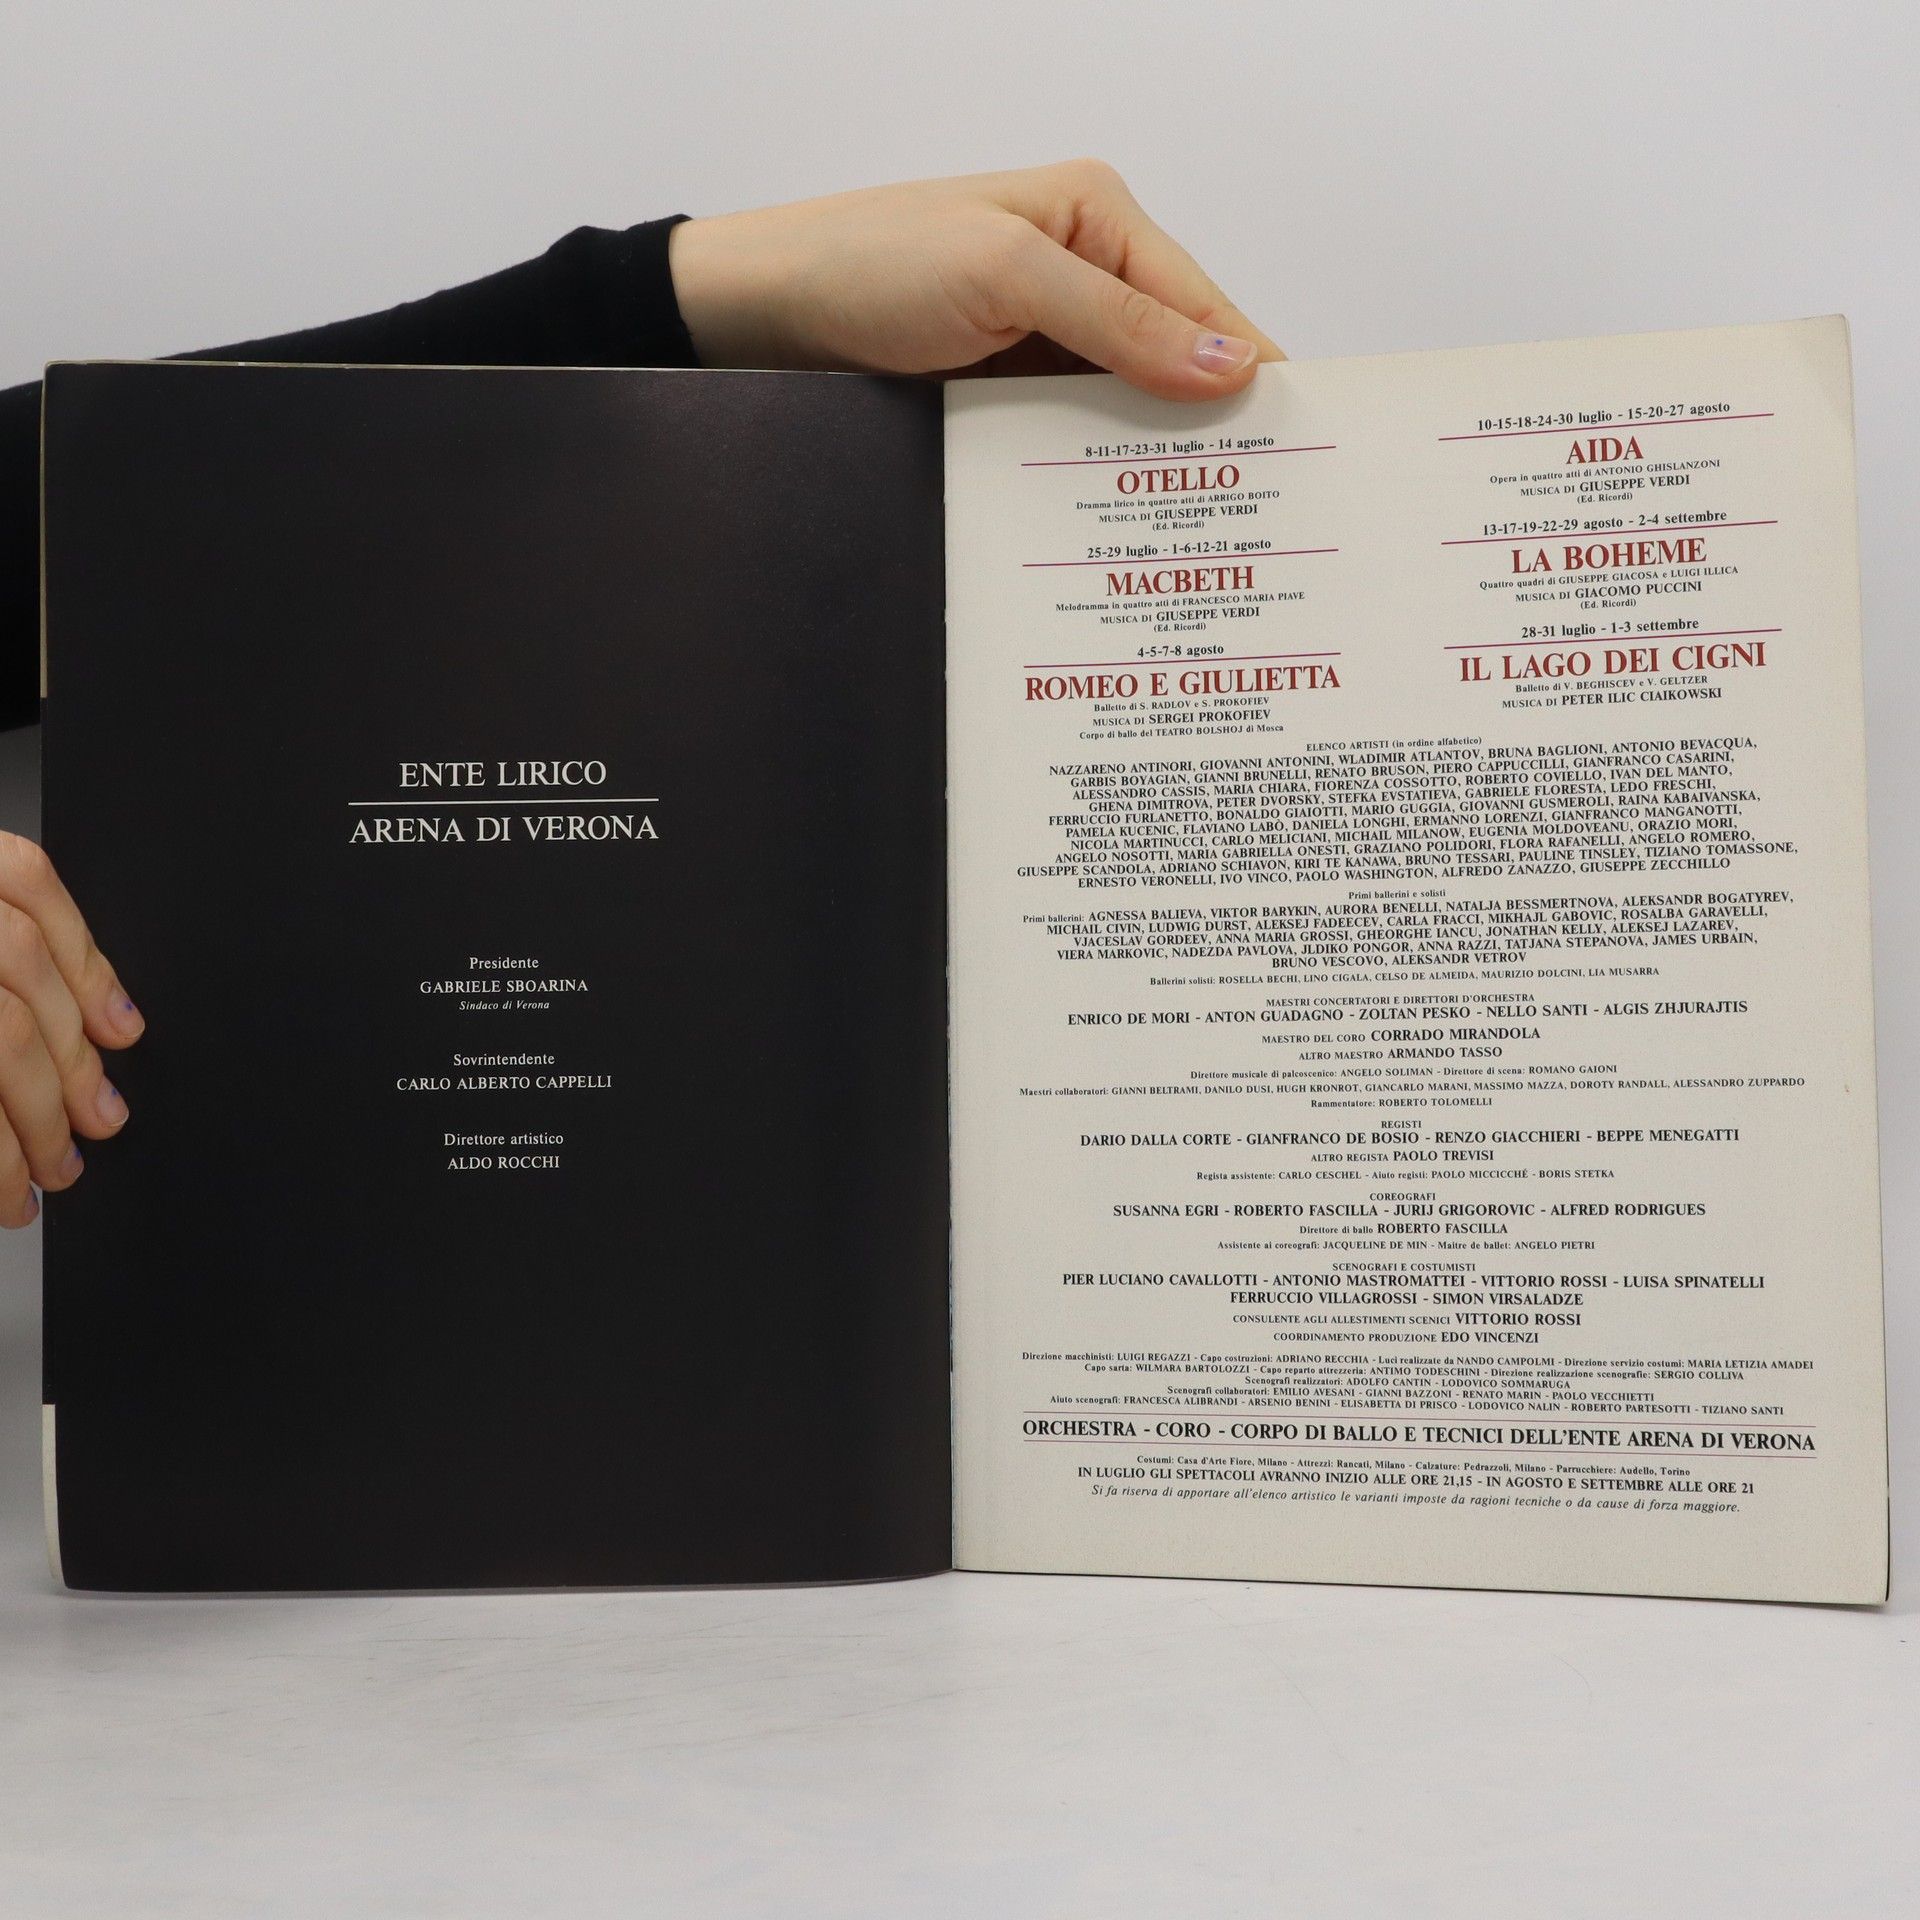 ENTE LIRICO
ARENA DI VERONA
Presidente
GABRIELE SBOARINA
Sindaco di Verona
Sovrintendente
CARLO ALBERTO CAPPELLI
Direttore artistico
ALDO ROCCHI
8-11-17-23-31 luglio - 14 agosto
OTELLO
Dramma lirico in quattro atti di ARRIGO BOITO
MUSICA DI GIUSEPPE VERDI
(Ed. Ricordi)
25-29 luglio - 1-6-12-21 agosto
MACBETH
Melodramma in quattro atti di FRANCESCO MARIA PIAVE
MUSICA DI GIUSEPPE VERDI
(Ed. Ricordi)
4-5-7-8 agosto
ROMEO E GIULIETTA
Balletto di S. RADLOV e S. PROKOFIEV
MUSICA DI SERGEI PROKOFIEV
Corpo di ballo del TEATRO BOLSHOJ di Mosca
10-15-18-24-30 luglio - 15-20-27 agosto
AIDA
Opera in quattro atti di ANTONIO GHISLANZONI
MUSICA DI GIUSEPPE VERDI
(Ed. Ricordi)
13-17-19-22-29 agosto - 2-4 settembre
LA BOHEME
Quattro quadri di GIUSEPPE GIACOSA e LUIGI ILLICA
MUSICA DI GIACOMO PUCCINI
(Ed. Ricordi)
28-31 luglio - 1-3 settembre
IL LAGO DEI CIGNI
Balletto di V. BEGHISCEV e V. GELTZER
MUSICA DI PETER ILIC CIAIKOWSKI
ELENCO ARTISTI (in ordine alfabetico)
NAZZARENO ANTINORI, GIOVANNI ANTONINI, WLADIMIR ATLANTOV, BRUNA BAGLIONI, ANTONIO BEVACQUA,
GARBIS BOYAGIAN, GIANNI BRUNELLI, RENATO BRUSON, PIERO CAPPUCCILLI, GIANFRANCO CASARINI,
ALESSANDRO CASSIS, MARIA CHIARA, FIORENZA COSSOTTO, ROBERTO COVIELLO, IVAN DEL MANTO,
GHENA DIMITROVA, PETER DVORSKY, STEFKA EVSTATIEVA, GABRIELE FLORESTA, LEDO FRESCHI,
FERRUCCIO FURLANETTO, BONALDO GIAIOTTI, MARIO GUGGIA, GIOVANNI GUSMEROLI, RAINA KABAIVANSKA,
PAMELA KUCENIC, FLAVIANO LABÒ, DANIELA LONGHI, ERMANNO LORENZI, GIANFRANCO MANGANOTTI,
NICOLA MARTINUCCI, CARLO MELICIANI, MICHAIL MILANOW, EUGENIA MOLDOVEANU, ORAZIO MORI,
ANGELO NOSOTTI, MARIA GABRIELLA ONESTI, GRAZIANO POLIDORI, FLORA RAFANELLI, ANGELO ROMERO,
GIUSEPPE SCANDOLA, ADRIANO SCHIAVON, KIRI TE KANAWA, BRUNO TESSARI, PAULINE TINSLEY, TIZIANO TOMASSONE,
ERNESTO VERONELLI, IVO VINCO, PAOLO WASHINGTON, ALFREDO ZANAZZO, GIUSEPPE ZECCHILLO
Primi ballerini e solisti
Primi ballerini: AGNESSA BALIEVA, VIKTOR BARYKIN, AURORA BENELLI, NATALJA BESSMERTNOVA, ALEKSANDR BOGATYREV,
MICHAIL CIVIN, LUDWIG DURST, ALEKSEJ FADEECEV, CARLA FRACCI, MIKHAJL GABOVIC, ROSALBA GARAVELLI,
VJACESLAV GORDEEV, ANNA MARIA GROSSI, GHEORGHE IANCU, JONATHAN KELLY, ALEKSEJ LAZAREV,
VIERA MARKOVIC, NADEZDA PAVLOVA, JLDIKO PONGOR, ANNA RAZZI, TATJANA STEPANOVA, JAMES URBAIN,
BRUNO VESCOVO, ALEKSANDR VETROV
Ballerini solisti: ROSELLA BECHI, LINO CIGALA, CELSO DE ALMEIDA, MAURIZIO DOLCINI, LIA MUSARRA
MAESTRI CONCERTATORI E DIRETTORI D'ORCHESTRA
ENRICO DE MORI - ANTON GUADAGNO - ZOLTAN PESKO - NELLO SANTI - ALGIS ZHJURAJTIS
MAESTRO DEL CORO CORRADO MIRANDOLA
ALTRO MAESTRO ARMANDO TASSO
Direttore musicale di palcoscenico: ANGELO SOLIMAN - Direttore di scena: ROMANO GAIONI
Maestri collaboratori: GIANNI BELTRAMI, DANILO DUSI, HUGH KRONROT, GIANCARLO MARANI, MASSIMO MAZZA, DOROTY RANDALL, ALESSANDRO ZUPPARDO
Rammentatore: ROBERTO TOLOMELLI
REGISTI
DARIO DALLA CORTE - GIANFRANCO DE BOSIO - RENZO GIACCHIERI - BEPPE MENEGATTI
ALTRO REGISTA PAOLO TREVISI
Regista assistente: CARLO CESCHEL - Aiuto registi: PAOLO MICCICCHÉ - BORIS STETKA
COREOGRAFI
SUSANNA EGRI - ROBERTO FASCILLA - JURIJ GRIGOROVIC - ALFRED RODRIGUES
Direttore di ballo ROBERTO FASCILLA
Assistente ai coreografi: JACQUELINE DE MIN - Maitre de ballet: ANGELO PIETRI
SCENOGRAFI E COSTUMISTI
PIER LUCIANO CAVALLOTTI - ANTONIO MASTROMATTEI - VITTORIO ROSSI - LUISA SPINATELLI
FERRUCCIO VILLAGROSSI - SIMON VIRSALADZE
CONSULENTE AGLI ALLESTIMENTI SCENICI VITTORIO ROSSI
COORDINAMENTO PRODUZIONE EDO VINCENZI
Direzione macchinisti: LUIGI REGAZZI - Capo costruzioni: ADRIANO RECCHIA - Luci realizzate da NANDO CAMPOLMI - Direzione servizio costumi: MARIA LETIZIA AMADEI
Capo sarta: WILMARA BARTOLOZZI - Capo reparto attrezzeria: ANTIMO TODESCHINI - Direzione realizzazione scenografie: SERGIO COLLIVA
Scenografi realizzatori: ADOLFO CANTIN - LODOVICO SOMMARUGA
Scenografi collaboratori: EMILIO AVESANI - GIANNI BAZZONI - RENATO MARIN - PAOLO VECCHIETTI
Aiuto scenografi: FRANCESCA ALIBRANDI - ARSENIO BENINI - ELISABETTA DI PRISCO - LODOVICO NALIN - ROBERTO PARTESOTTI - TIZIANO SANTI
ORCHESTRA - CORO - CORPO DI BALLO E TECNICI DELL'ENTE ARENA DI VERONA
Costumi: Casa d'Arte Fiore, Milano - Attrezzi: Rancati, Milano - Calzature: Pedrazzoli, Milano - Parrucchiere: Audello, Torino
IN LUGLIO GLI SPETTACOLI AVRANNO INIZIO ALLE ORE 21,15 - IN AGOSTO E SETTEMBRE ALLE ORE 21
Si fa riserva di apportare all'elenco artistico le varianti imposte da ragioni tecniche o da cause di forza maggiore.